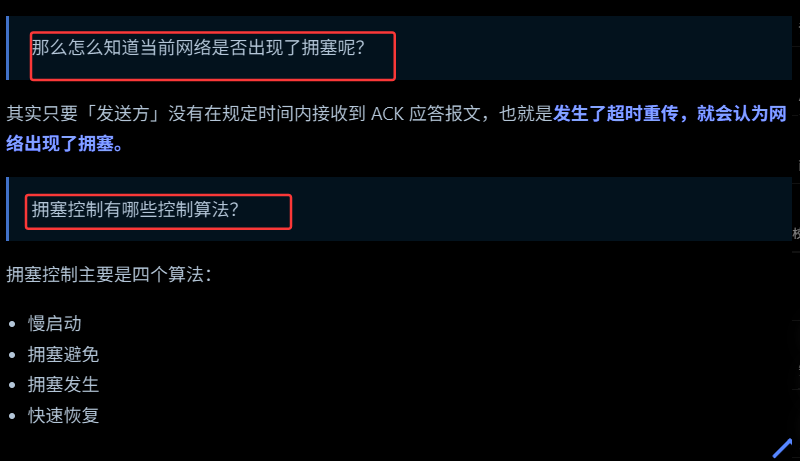 那么怎么知道当前网络是否出现了拥塞呢？
其实只要「发送方」没有在规定时间内接收到 ACK 应答报文，也就是发生了超时重传，就会认为网
络出现了拥塞。
拥塞控制有哪些控制算法？
拥塞控制主要是四个算法：
慢启动
拥塞避免
拥塞发生
快速恢复